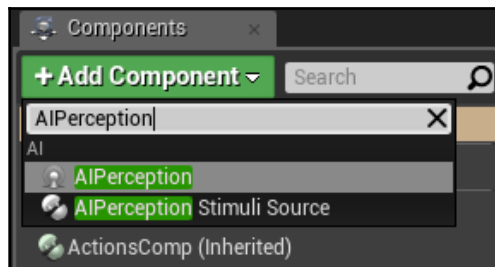 Components
+ Add Component
Search
AIPerception
AI
AIPerception
AIPerception Stimuli Source
ActionsComp (Inherited)